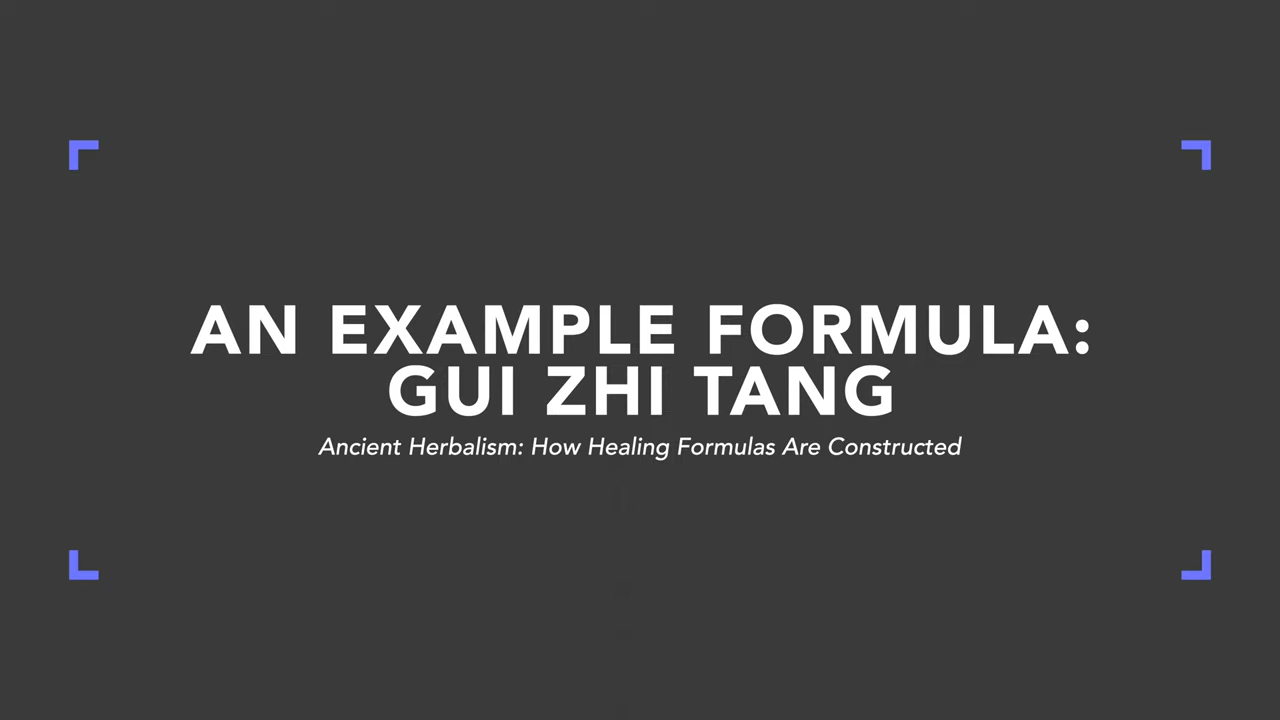 AN EXAMPLE FORMULA:
GUI ZHI TANG
Ancient Herbalism: How Healing Formulas Are Constructed